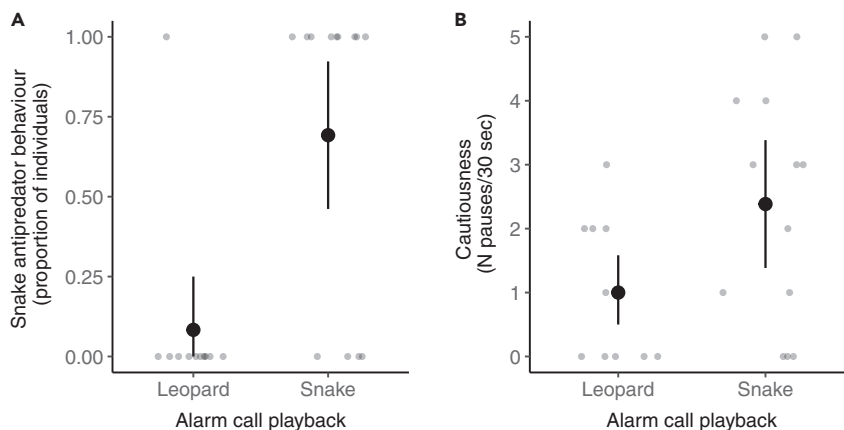 A
Snake antipredator behaviour
(proportion of individuals)
1.00
0.75
0.50
0.25
0.00
Leopard
Snake
Alarm call playback
B
Cautiousness
(N pauses/30 sec)
5
4
3
2
1
0
Leopard
Snake
Alarm call playback